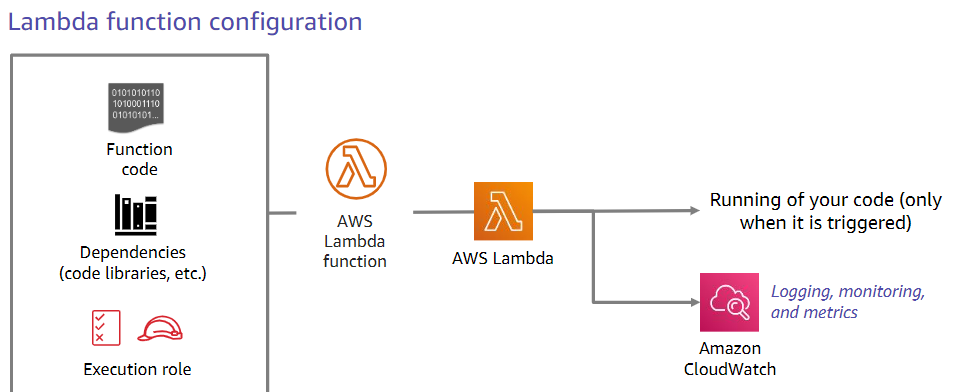 Lambda function configuration
0101010110
1010001110
01010101...
Function
code
Dependencies
(code libraries, etc.)
Execution role
AWS
Lambda
function
AWS Lambda
Running of your code (only
when it is triggered)
Logging, monitoring,
and metrics
Amazon
CloudWatch